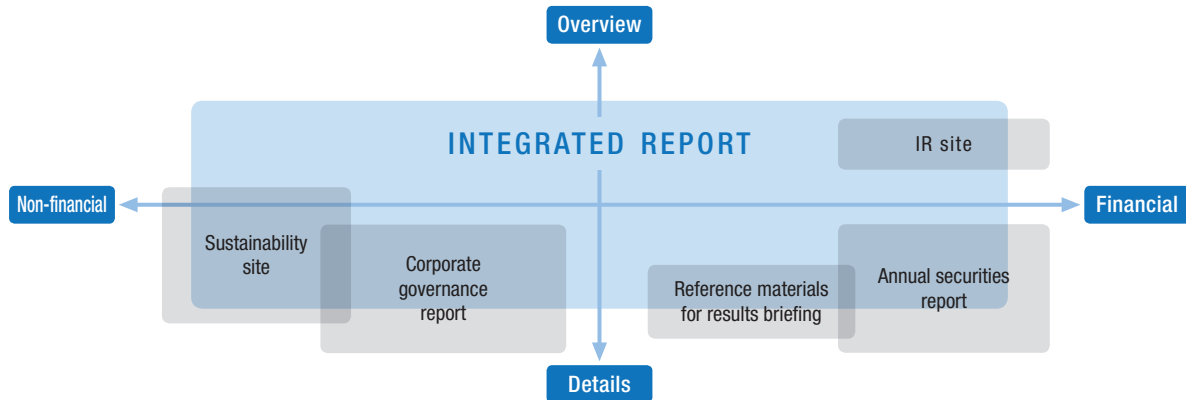 Overview
INTEGRATED REPORT
IR site
Non-financial
Financial
Sustainability
site
Corporate
governance
report
Reference materials
for results briefing
Annual securities
report
Details